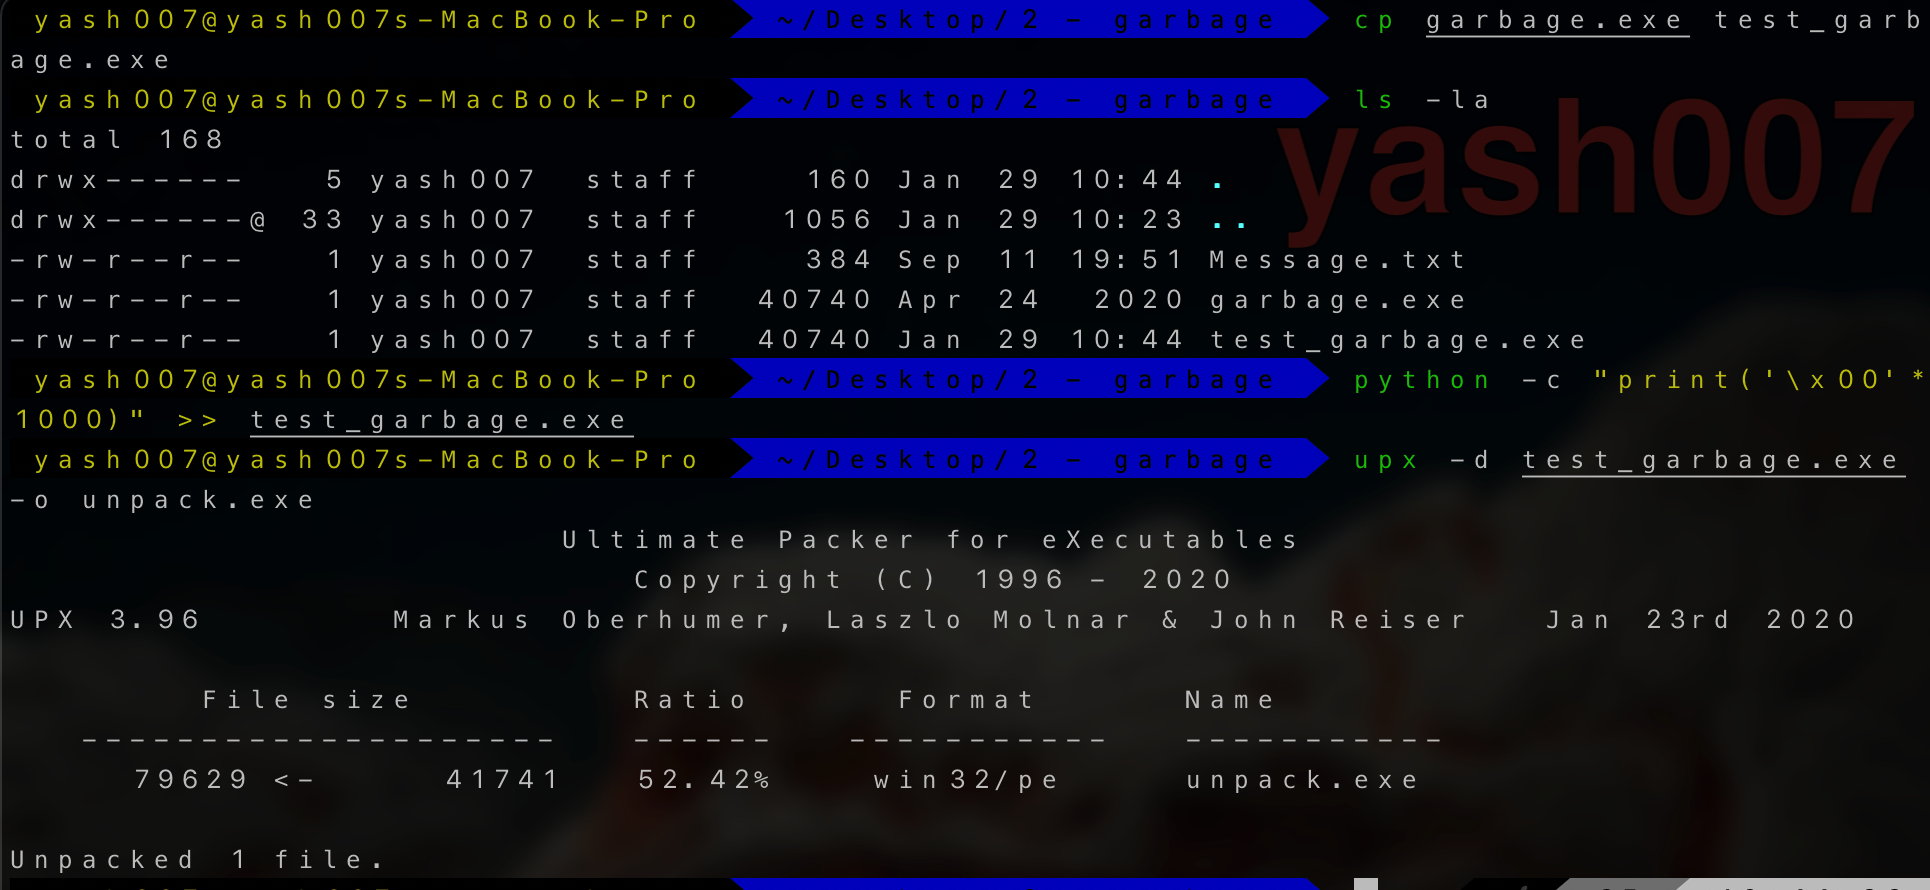 yash007@yash007s-MacBook-Pro ~/Desktop/2 - garbage cp garbage.exe test_garb
age.exe
yash007@yash007s-MacBook-Pro ~/Desktop/2 - garbage ls -la
yash007
total 168
drwx------ 5 yash007 staff 160 Jan 29 10:44 .
drwx------@ 33 yash007 staff 1056 Jan 29 10:23 ..
-rw-r--r-- 1 yash007 staff 384 Sep 11 19:51 Message.txt
-rw-r--r-- 1 yash007 staff 40740 Apr 24 2020 garbage.exe
-rw-r--r-- 1 yash007 staff 40740 Jan 29 10:44 test_garbage.exe
yash007@yash007s-MacBook-Pro ~/Desktop/2 - garbage python -c "print('\x00'*
1000)" >> test_garbage.exe
yash007@yash007s-MacBook-Pro ~/Desktop/2 - garbage upx -d test_garbage.exe
-o unpack.exe
Ultimate Packer for eXecutables
Copyright (C) 1996 - 2020
UPX 3.96 Markus Oberhumer, Laszlo Molnar & John Reiser Jan 23rd 2020
File size Ratio Format Name
-------------------- ------ ----------- -----------
79629 <- 41741 52.42% win32/pe unpack.exe
Unpacked 1 file.